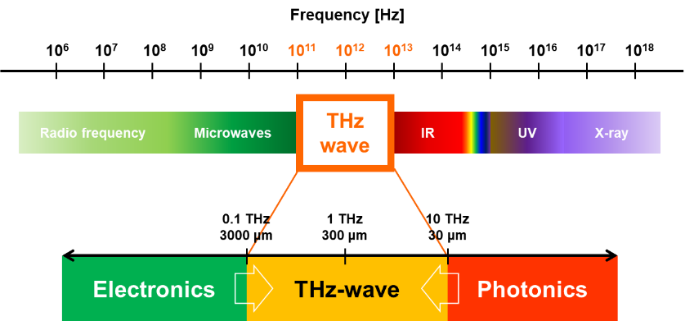 Frequency [Hz]
10⁶ 10⁷ 10⁸ 10⁹ 10¹⁰ 10¹¹ 10¹² 10¹³ 10¹⁴ 10¹⁵ 10¹⁶ 10¹⁷ 10¹⁸
Radio frequency Microwaves THz wave IR UV X-ray
0.1 THz 1 THz 10 THz
3000 µm 300 µm 30 µm
Electronics THz-wave Photonics